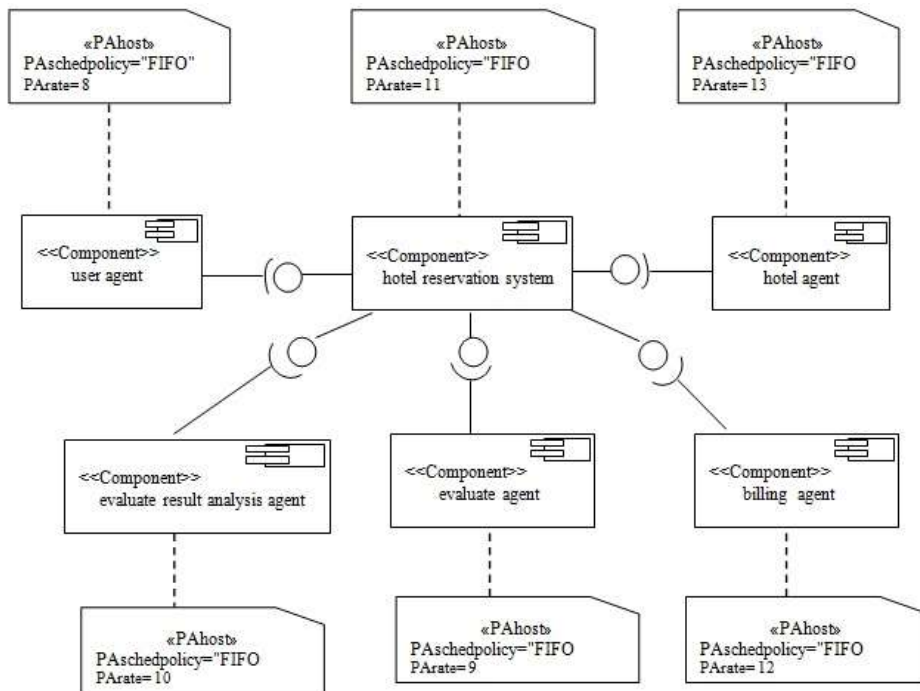 «PAhost»
PAschedpolicy="FIFO"
PArate=8
«PAhost»
PAschedpolicy="FIFO
PArate=11
«PAhost»
PAschedpolicy="FIFO
PArate=13
<<Component>>
user agent
<<Component>>
hotel reservation system
<<Component>>
hotel agent
<<Component>>
evaluate result analysis agent
<<Component>>
evaluate agent
<<Component>>
billing agent
«PAhost»
PAschedpolicy="FIFO
PArate=10
«PAhost»
PAschedpolicy="FIFO
PArate=9
«PAhost»
PAschedpolicy="FIFO
PArate=12